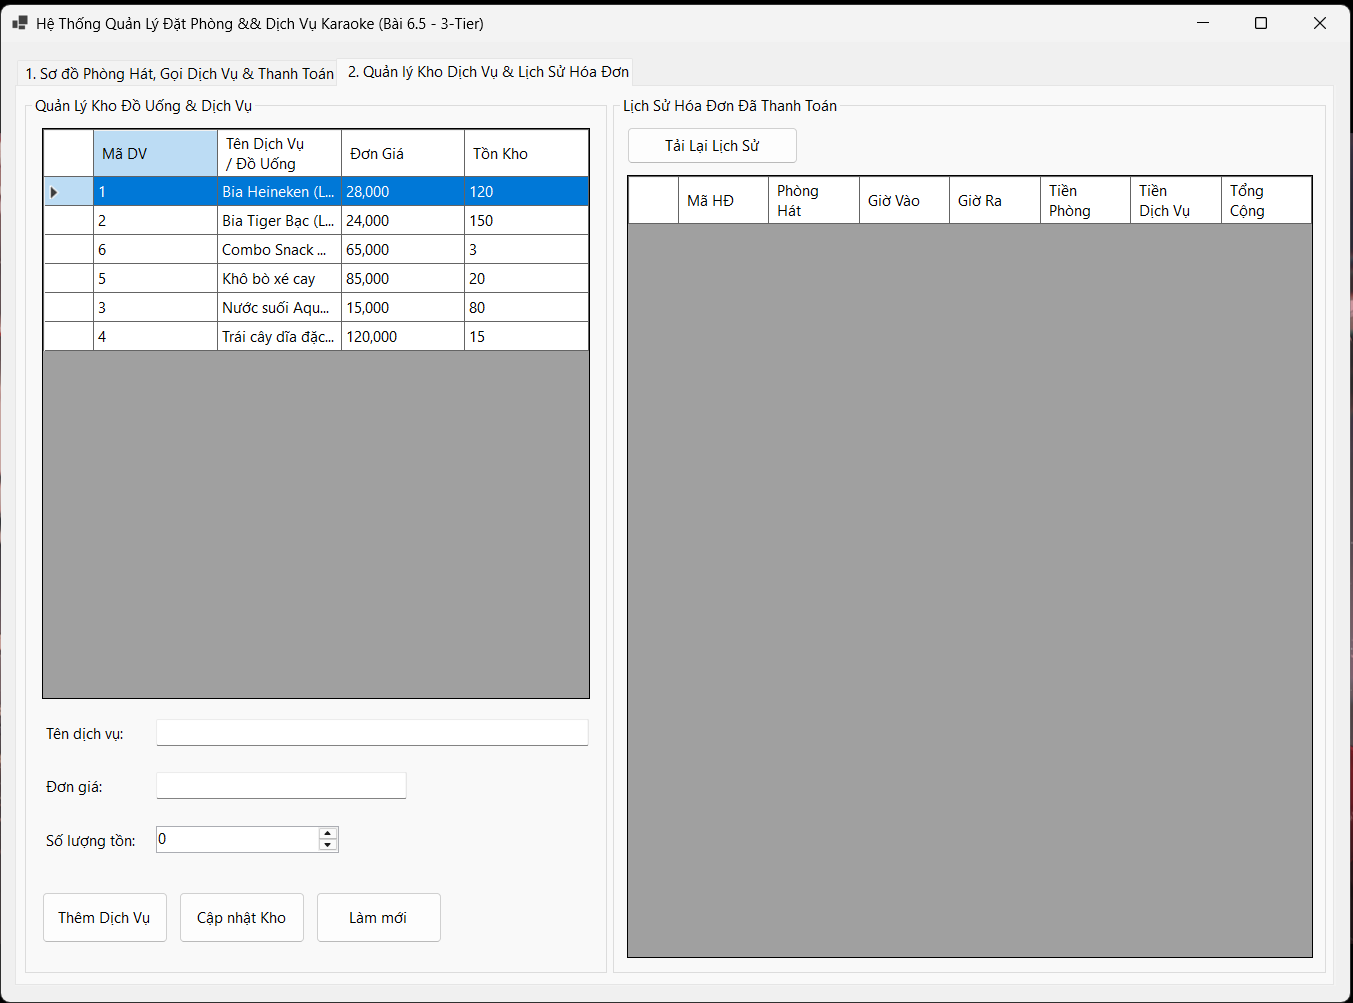 Hệ Thống Quản Lý Đặt Phòng && Dịch Vụ Karaoke (Bài 6.5 - 3-Tier)
1. Sơ đồ Phòng Hát, Gọi Dịch Vụ & Thanh Toán
2. Quản lý Kho Dịch Vụ & Lịch Sử Hóa Đơn
Quản Lý Kho Đồ Uống & Dịch Vụ
Mã DV
Tên Dịch Vụ
/ Đồ Uống
Đơn Giá
Tồn Kho
1 Bia Heineken (L... 28,000 120
2 Bia Tiger Bạc (L... 24,000 150
6 Combo Snack ... 65,000 3
5 Khô bò xé cay 85,000 20
3 Nước suối Aqu... 15,000 80
4 Trái cây dĩa đặc... 120,000 15
Tên dịch vụ:
Đơn giá:
Số lượng tồn: 0
Thêm Dịch Vụ
Cập nhật Kho
Làm mới
Lịch Sử Hóa Đơn Đã Thanh Toán
Tải Lại Lịch Sử
Mã HĐ
Phòng
Hát
Giờ Vào
Giờ Ra
Tiền
Phòng
Tiền
Dịch Vụ
Tổng
Cộng